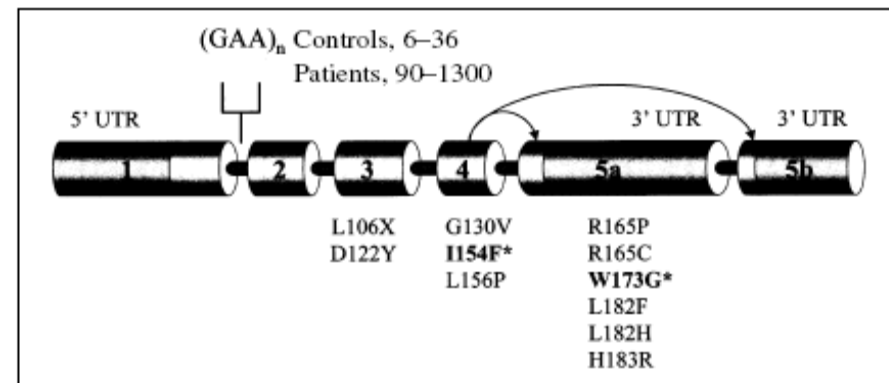 (GAA)n Controls, 6–36
Patients, 90–1300
5' UTR 3' UTR 3' UTR
1 2 3 4 5a 5b
L106X G130V R165P
D122Y I154F* R165C
L156P W173G*
L182F
L182H
H183R